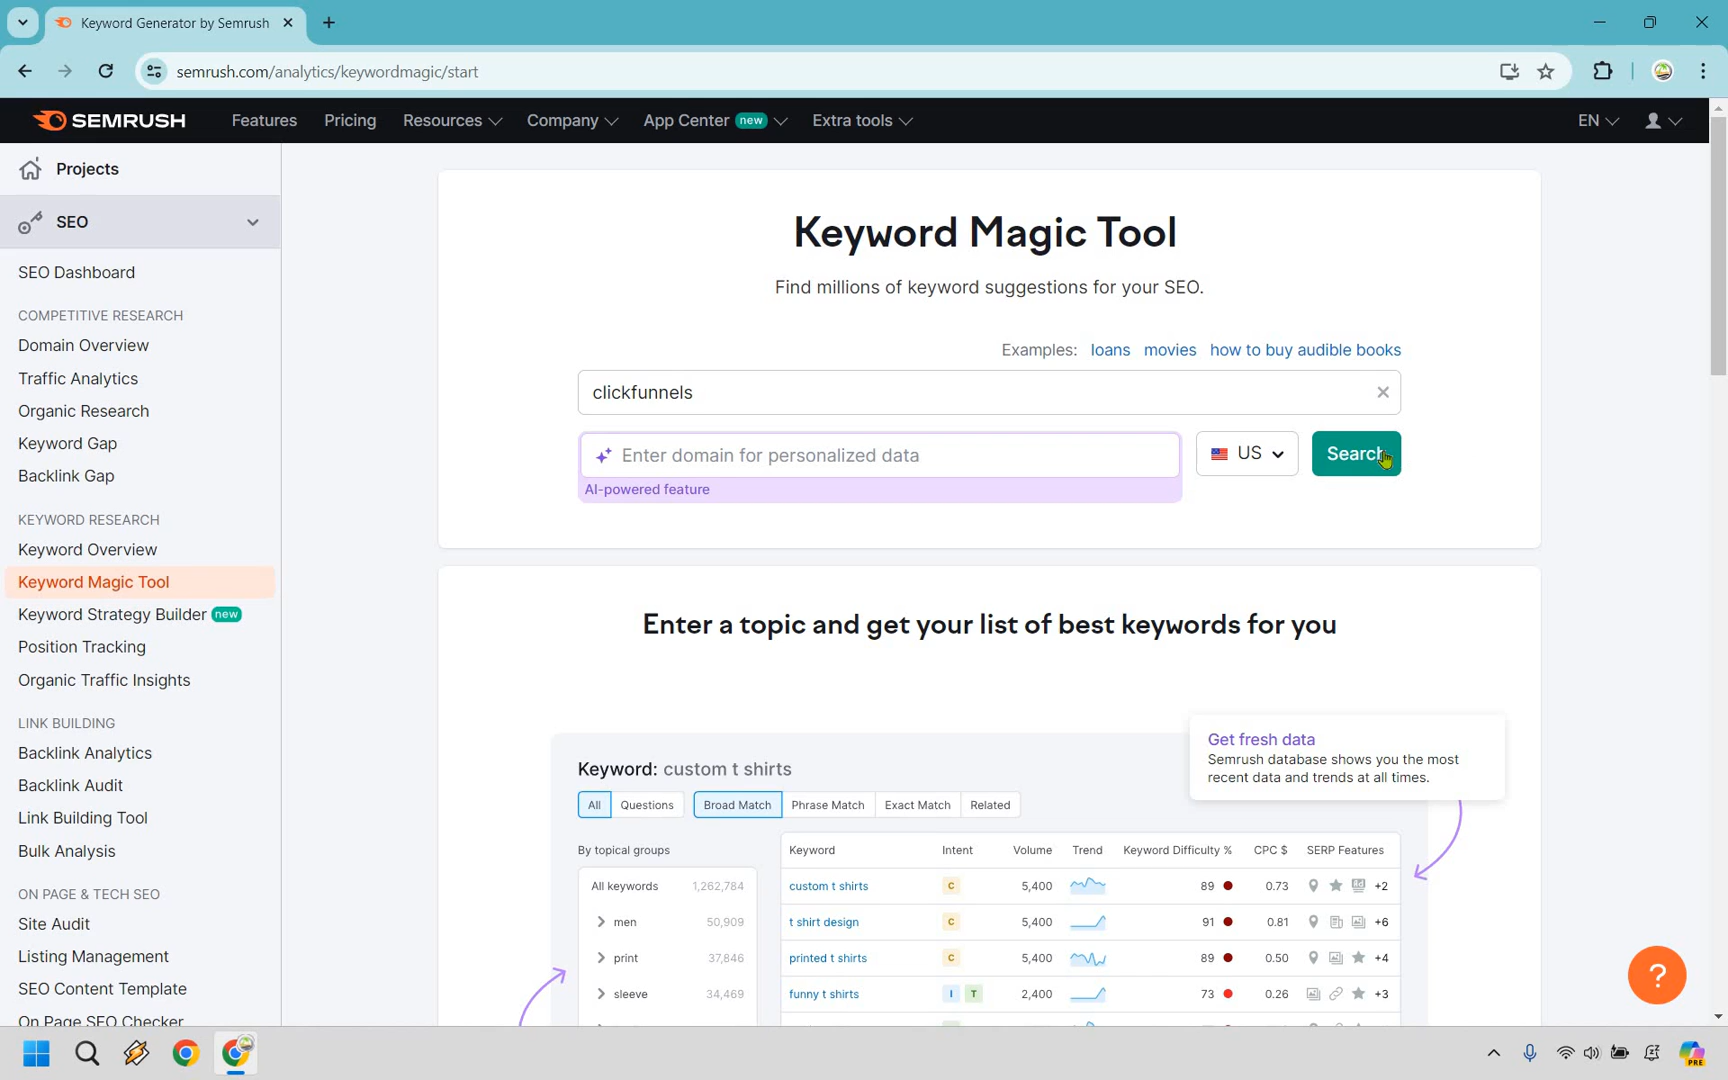 Keyword Generator by Semrush
semrush.com/analytics/keywordmagic/start
SEMRUSH
Features
Pricing
Resources
Company
App Center new
Extra tools
EN
Projects
SEO
SEO Dashboard
COMPETITIVE RESEARCH
Domain Overview
Traffic Analytics
Organic Research
Keyword Gap
Backlink Gap
KEYWORD RESEARCH
Keyword Overview
Keyword Magic Tool
Keyword Strategy Builder new
Position Tracking
Organic Traffic Insights
LINK BUILDING
Backlink Analytics
Backlink Audit
Link Building Tool
Bulk Analysis
ON PAGE & TECH SEO
Site Audit
Listing Management
SEO Content Template
On Page SEO Checker
Keyword Magic Tool
Find millions of keyword suggestions for your SEO.
Examples: loans movies how to buy audible books
clickfunnels
Enter domain for personalized data
AI-powered feature
US
Search
Enter a topic and get your list of best keywords for you
Get fresh data
Semrush database shows you the most
recent data and trends at all times.
Keyword: custom t shirts
All Questions Broad Match Phrase Match Exact Match Related
By topical groups
All keywords 1,262,784
men 50,909
print 37,846
sleeve 34,469
Keyword Intent Volume Trend Keyword Difficulty % CPC $ SERP Features
custom t shirts C 5,400 89 0.73 +2
t shirt design C 5,400 91 0.81 +6
printed t shirts C 5,400 89 0.50 +4
funny t shirts I T 2,400 73 0.26 +3
?
PRE